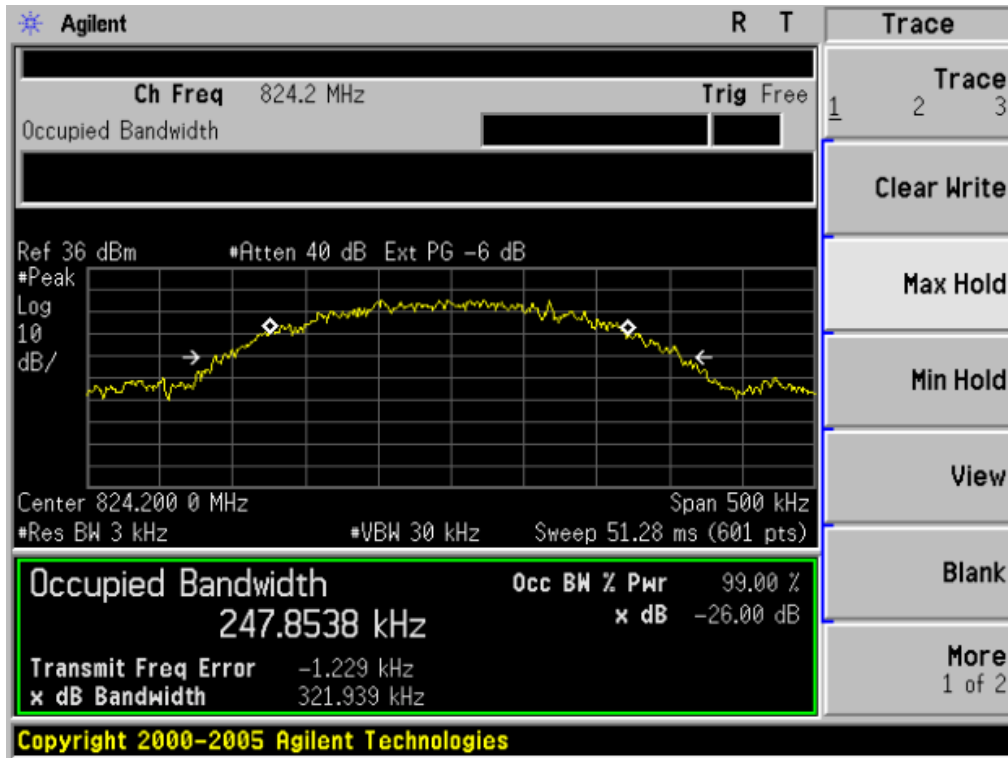 Agilent R T
Trace
Ch Freq 824.2 MHz Trig Free
Occupied Bandwidth
Trace
1 2 3
Clear Write
Max Hold
Min Hold
View
Blank
More
1 of 2
Ref 36 dBm #Atten 40 dB Ext PG -6 dB
#Peak
Log
10
dB/
Center 824.200 0 MHz Span 500 kHz
#Res BW 3 kHz #VBW 30 kHz Sweep 51.28 ms (601 pts)
Occupied Bandwidth
247.8538 kHz
Occ BW % Pwr 99.00 %
x dB -26.00 dB
Transmit Freq Error -1.229 kHz
x dB Bandwidth 321.939 kHz
Copyright 2000-2005 Agilent Technologies